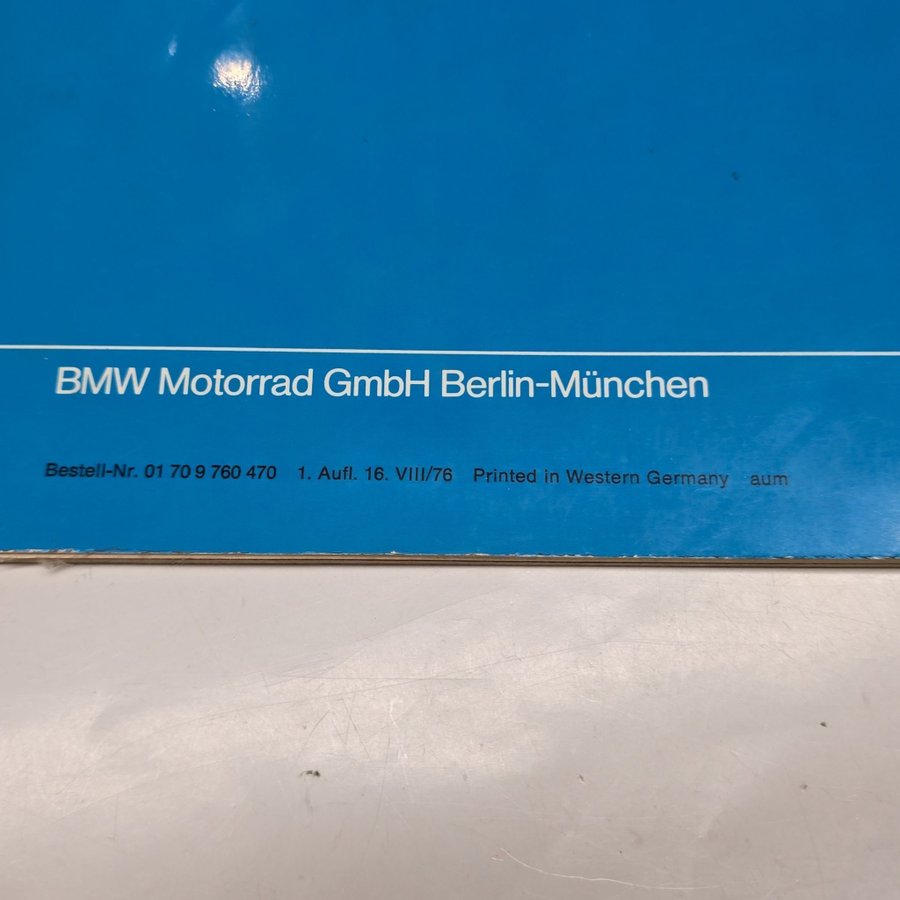 BMW Motorrad GmbH Berlin-München
Bestell-Nr. 01 70 9 760 470 1. Aufl. 16. VIII/76 Printed in Western Germany aum